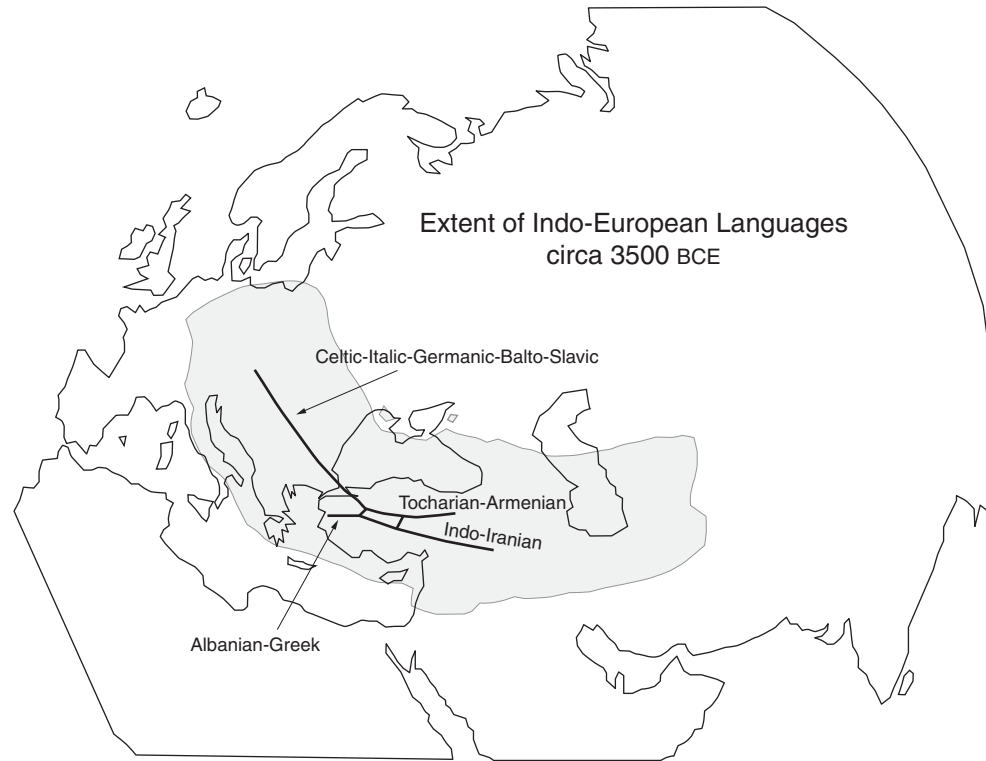 Extent of Indo-European Languages
circa 3500 BCE
Celtic-Italic-Germanic-Balto-Slavic
Tocharian-Armenian
Indo-Iranian
Albanian-Greek